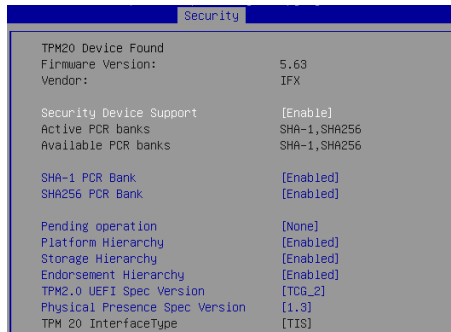 Security
TPM20 Device Found
Firmware Version: 5.63
Vendor: IFX
Security Device Support [Enable]
Active PCR banks SHA-1,SHA256
Available PCR banks SHA-1,SHA256
SHA-1 PCR Bank [Enabled]
SHA256 PCR Bank [Enabled]
Pending operation [None]
Platform Hierarchy [Enabled]
Storage Hierarchy [Enabled]
Endorsement Hierarchy [Enabled]
TPM2.0 UEFI Spec Version [TCG_2]
Physical Presence Spec Version [1.3]
TPM 20 InterfaceType [TIS]